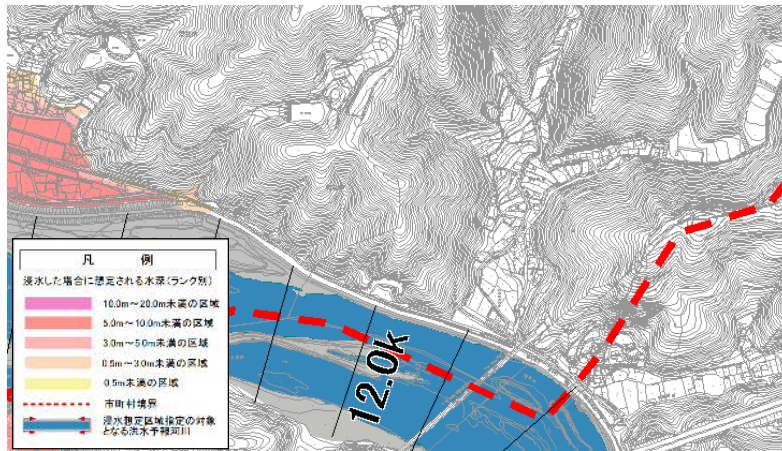 凡 例
浸水した場合に想定される水深(ランク別)
10.0m~20.0m未満の区域
5.0m~10.0m未満の区域
3.0m~5.0m未満の区域
0.5m~3.0m未満の区域
0.5m未満の区域
市町村境界
浸水想定区域指定の対象
となる洪水予報河川
12.0k